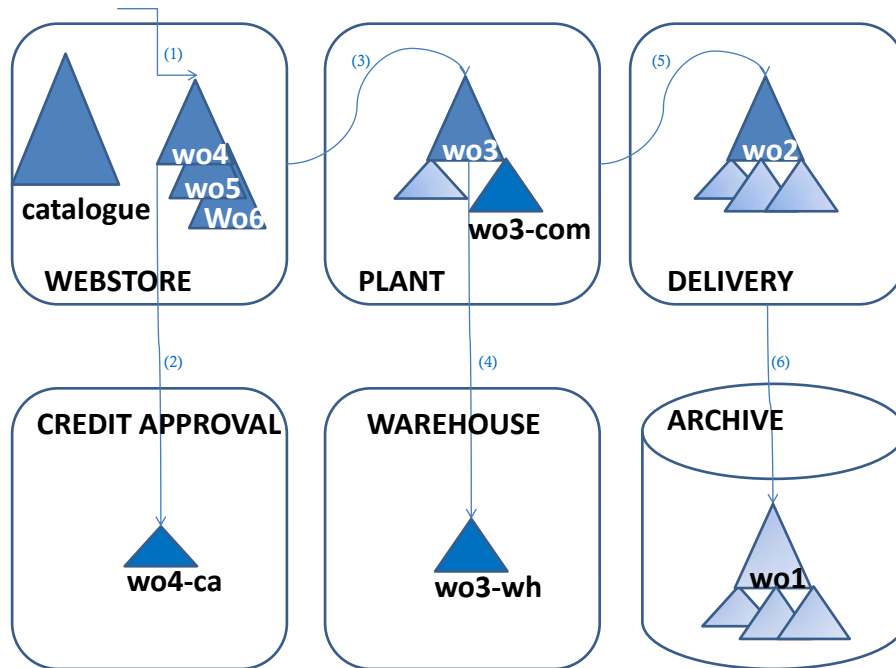 (1)
wo4
wo5
Wo6
catalogue
WEBSTORE
(3)
wo3
wo3-com
PLANT
(5)
wo2
DELIVERY
(2)
(4)
(6)
CREDIT APPROVAL
wo4-ca
WAREHOUSE
wo3-wh
ARCHIVE
wo1